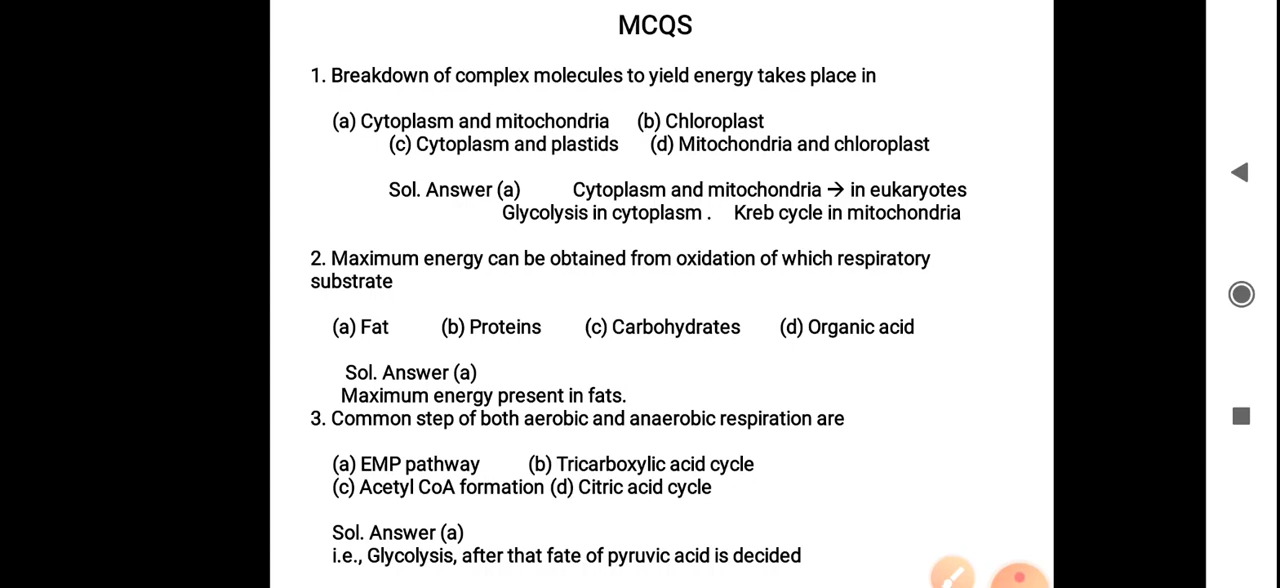 MCQS
1. Breakdown of complex molecules to yield energy takes place in
(a) Cytoplasm and mitochondria (b) Chloroplast
(c) Cytoplasm and plastids (d) Mitochondria and chloroplast
Sol. Answer (a) Cytoplasm and mitochondria → in eukaryotes
Glycolysis in cytoplasm . Kreb cycle in mitochondria
2. Maximum energy can be obtained from oxidation of which respiratory
substrate
(a) Fat (b) Proteins (c) Carbohydrates (d) Organic acid
Sol. Answer (a)
Maximum energy present in fats.
3. Common step of both aerobic and anaerobic respiration are
(a) EMP pathway (b) Tricarboxylic acid cycle
(c) Acetyl CoA formation (d) Citric acid cycle
Sol. Answer (a)
i.e., Glycolysis, after that fate of pyruvic acid is decided